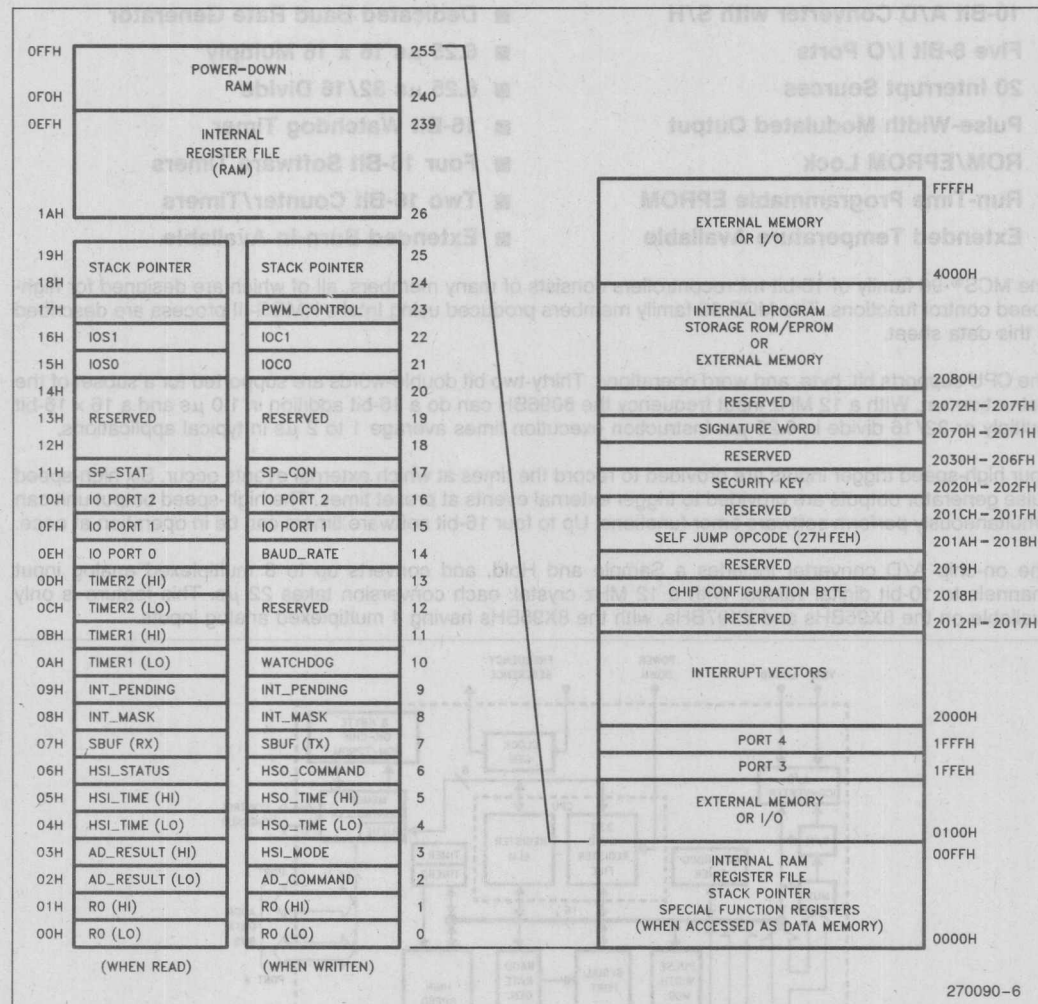 0FFH 255
POWER-DOWN
RAM
0F0H 240
0EFH 239
INTERNAL
REGISTER FILE
(RAM)
1AH 26
19H 25
STACK POINTER STACK POINTER
18H 24
17H PWM_CONTROL 23
16H IOS1 IOC1 22
15H IOS0 IOC0 21
14H 20
13H RESERVED RESERVED 19
12H 18
11H SP_STAT SP_CON 17
10H IO PORT 2 IO PORT 2 16
0FH IO PORT 1 IO PORT 1 15
0EH IO PORT 0 BAUD_RATE 14
0DH TIMER2 (HI) 13
0CH TIMER2 (LO) RESERVED 12
0BH TIMER1 (HI) 11
0AH TIMER1 (LO) WATCHDOG 10
09H INT_PENDING INT_PENDING 9
08H INT_MASK INT_MASK 8
07H SBUF (RX) SBUF (TX) 7
06H HSI_STATUS HSO_COMMAND 6
05H HSI_TIME (HI) HSO_TIME (HI) 5
04H HSI_TIME (LO) HSO_TIME (LO) 4
03H AD_RESULT (HI) HSI_MODE 3
02H AD_RESULT (LO) AD_COMMAND 2
01H R0 (HI) R0 (HI) 1
00H R0 (LO) R0 (LO) 0
(WHEN READ) (WHEN WRITTEN)
FFFFH
EXTERNAL MEMORY
OR I/O
4000H
INTERNAL PROGRAM
STORAGE ROM/EPROM
OR
EXTERNAL MEMORY
2080H
RESERVED 2072H-207FH
SIGNATURE WORD 2070H-2071H
RESERVED 2030H-206FH
SECURITY KEY 2020H-202FH
RESERVED 201CH-201FH
SELF JUMP OPCODE (27H FEH) 201AH-201BH
RESERVED 2019H
CHIP CONFIGURATION BYTE 2018H
RESERVED 2012H-2017H
INTERRUPT VECTORS
2000H
PORT 4 1FFFH
PORT 3 1FFEH
EXTERNAL MEMORY
OR I/O
0100H
00FFH
INTERNAL RAM
REGISTER FILE
STACK POINTER
SPECIAL FUNCTION REGISTERS
(WHEN ACCESSED AS DATA MEMORY)
0000H
270090-6